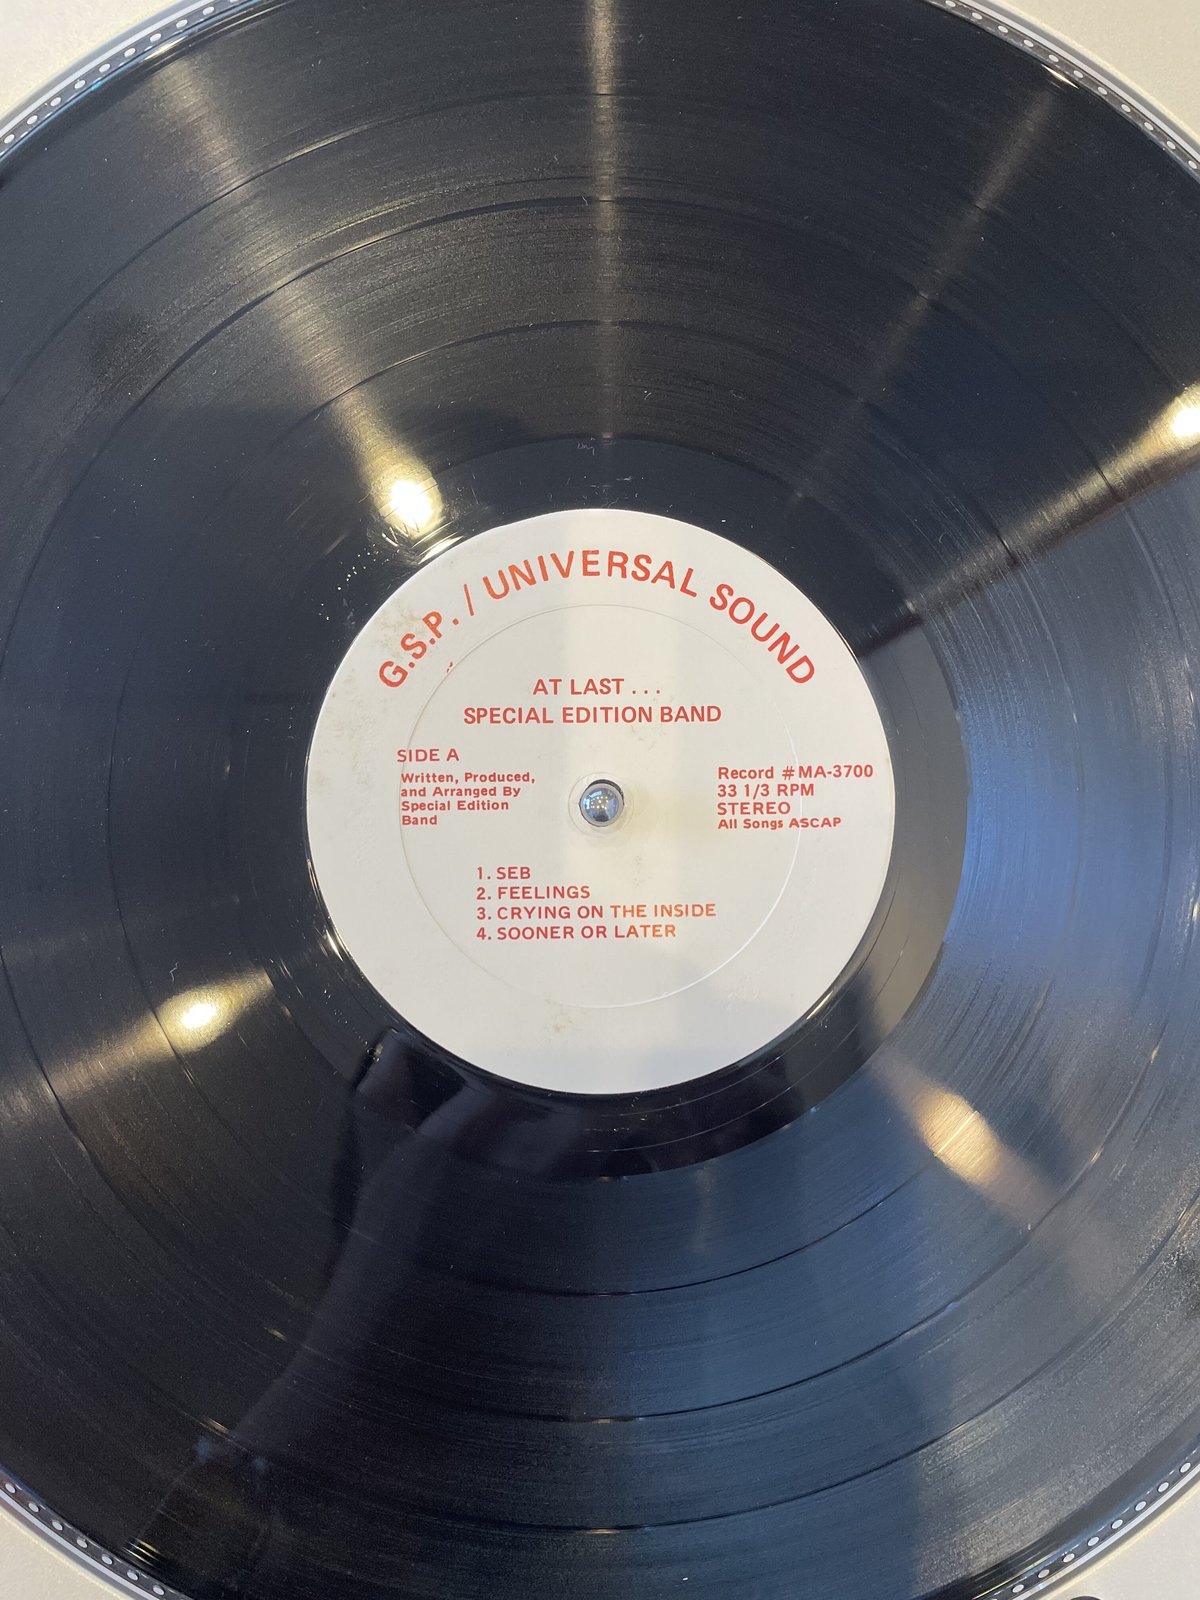 G.S.P. / UNIVERSAL SOUND
AT LAST . . .
SPECIAL EDITION BAND
SIDE A
Written, Produced,
and Arranged By
Special Edition
Band
Record #MA-3700
33 1/3 RPM
STEREO
All Songs ASCAP
1. SEB
2. FEELINGS
3. CRYING ON THE INSIDE
4. SOONER OR LATER